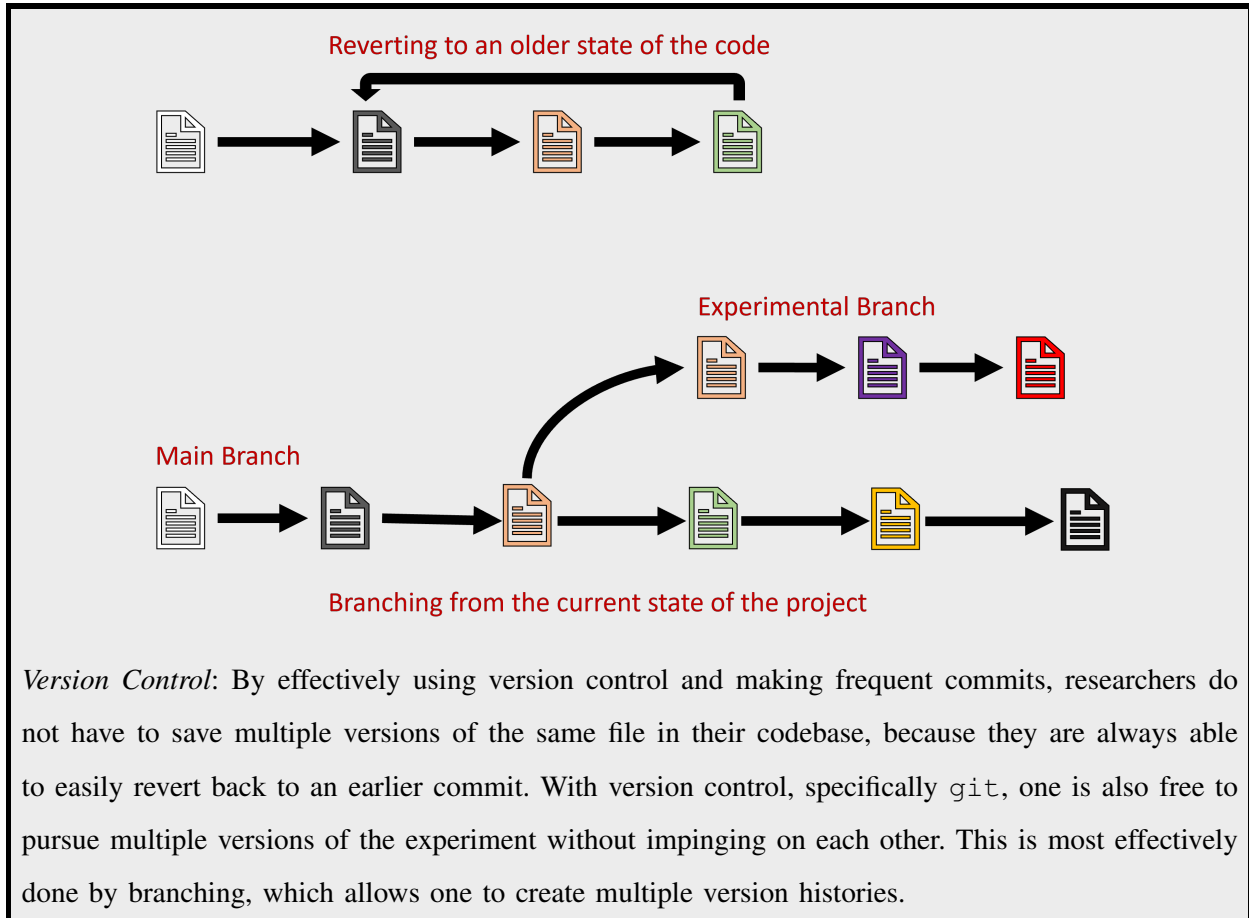 Reverting to an older state of the code
Experimental Branch
Main Branch
Branching from the current state of the project
Version Control: By effectively using version control and making frequent commits, researchers do
not have to save multiple versions of the same file in their codebase, because they are always able
to easily revert back to an earlier commit. With version control, specifically git, one is also free to
pursue multiple versions of the experiment without impinging on each other. This is most effectively
done by branching, which allows one to create multiple version histories.